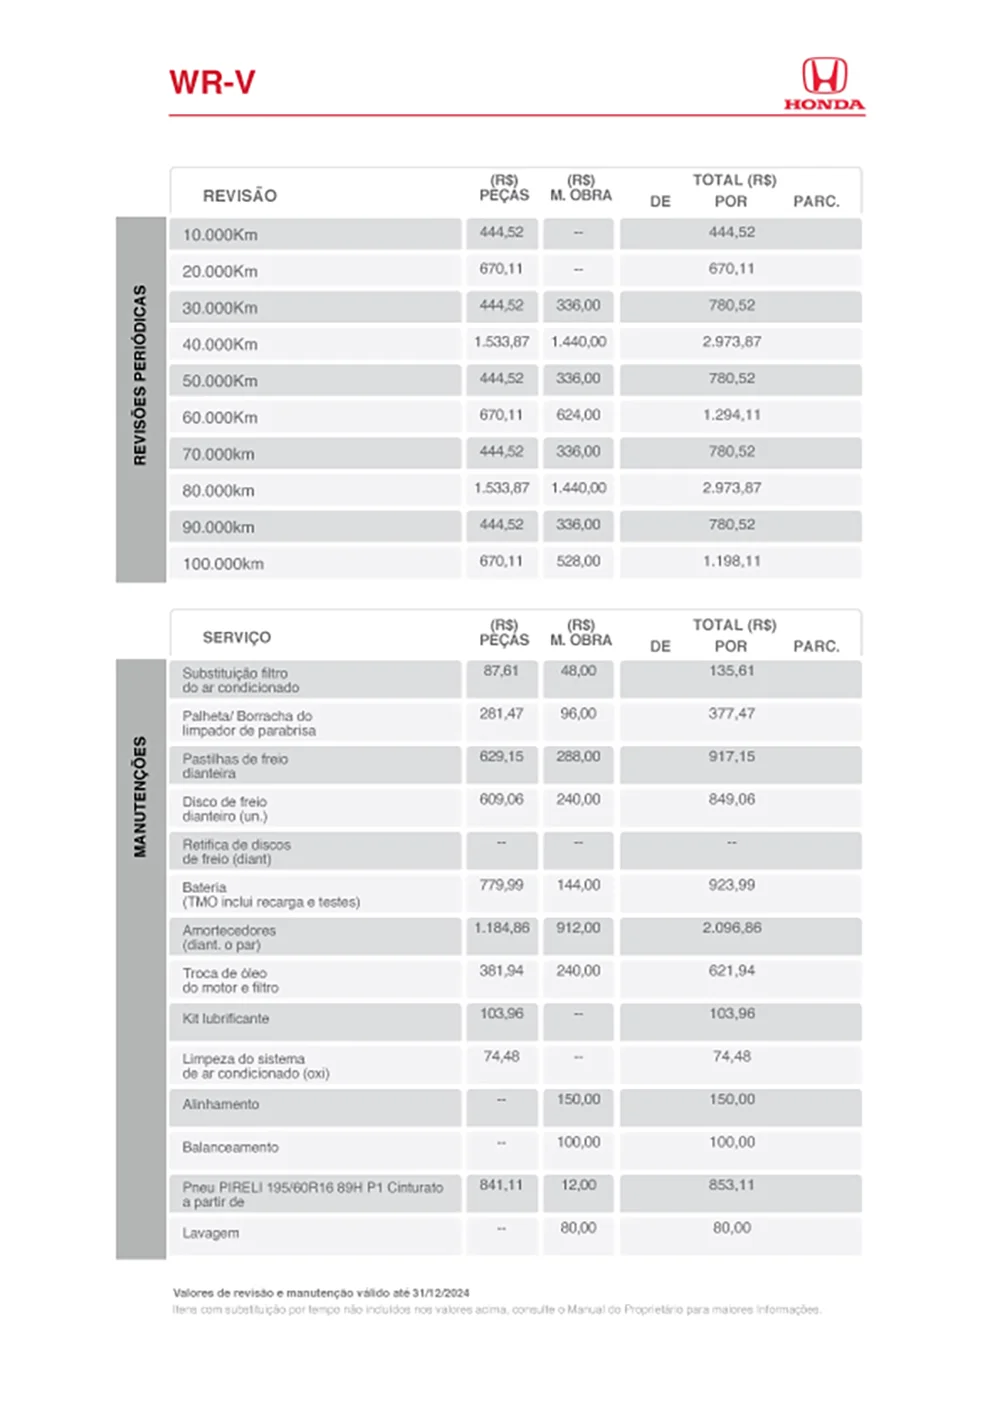 WR-V
HONDA
REVISÃO (R$) PEÇAS (R$) M. OBRA TOTAL (R$) DE POR PARC.
REVISÕES PERIÓDICAS
10.000Km 444,52 -- 444,52
20.000Km 670,11 -- 670,11
30.000Km 444,52 336,00 780,52
40.000Km 1.533,87 1.440,00 2.973,87
50.000Km 444,52 336,00 780,52
60.000Km 670,11 624,00 1.294,11
70.000km 444,52 336,00 780,52
80.000km 1.533,87 1.440,00 2.973,87
90.000km 444,52 336,00 780,52
100.000km 670,11 528,00 1.198,11
SERVIÇO (R$) PEÇAS (R$) M. OBRA TOTAL (R$) DE POR PARC.
MANUTENÇÕES
Substituição filtro 87,61 48,00 135,61
do ar condicionado
Palheta/ Borracha do 281,47 96,00 377,47
limpador de parabrisa
Pastilhas de freio 629,15 288,00 917,15
dianteira
Disco de freio 609,06 240,00 849,06
dianteiro (un.)
Retífica de discos -- -- --
de freio (diant)
Bateria 779,99 144,00 923,99
(TMO inclui recarga e testes)
Amortecedores 1.184,86 912,00 2.096,86
(diant. o par)
Troca de óleo 381,94 240,00 621,94
do motor e filtro
Kit lubrificante 103,96 -- 103,96
Limpeza do sistema 74,48 -- 74,48
de ar condicionado (oxi)
Alinhamento -- 150,00 150,00
Balanceamento -- 100,00 100,00
Pneu PIRELI 195/60R16 89H P1 Cinturato 841,11 12,00 853,11
a partir de
Lavagem -- 80,00 80,00
Valores de revisão e manutenção válido até 31/12/2024
Itens com substituição por tempo não incluídos nos valores acima, consulte o Manual do Proprietário para maiores Informações.